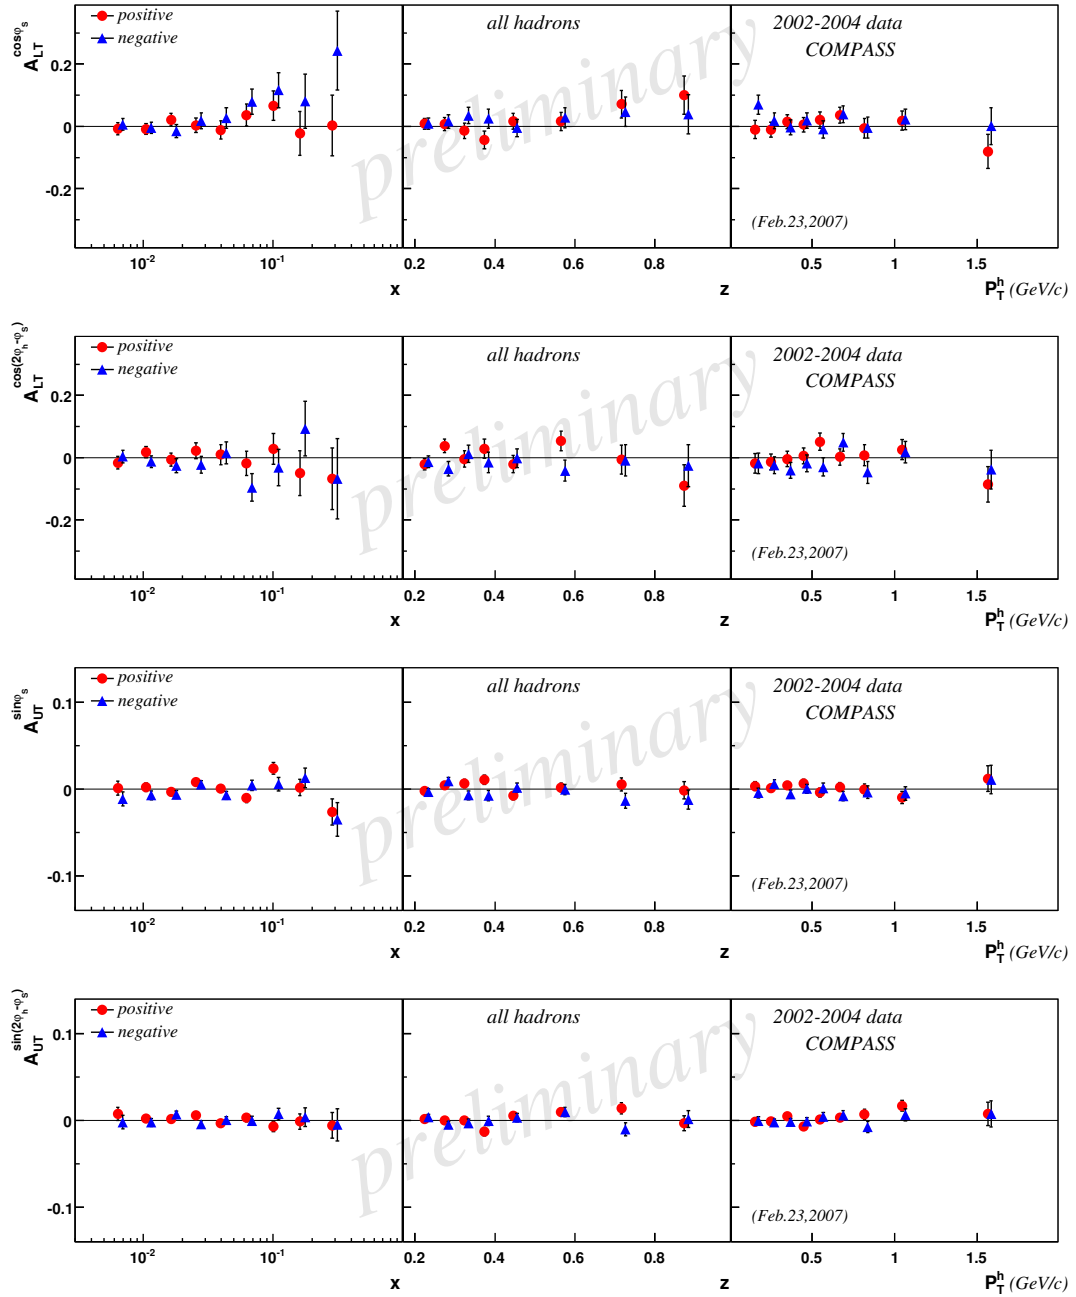 A_LT^cosφ_s
positive
negative
all hadrons
2002-2004 data
COMPASS
preliminary
(Feb.23,2007)
0.2
0
-0.2
10^-2 10^-1 0.2 0.4 0.6 0.8 0.5 1 1.5
x z P_T^h (GeV/c)
A_LT^cos(2φ_h-φ_s)
positive
negative
all hadrons
2002-2004 data
COMPASS
preliminary
(Feb.23,2007)
0.2
0
-0.2
10^-2 10^-1 0.2 0.4 0.6 0.8 0.5 1 1.5
x z P_T^h (GeV/c)
A_UT^sinφ_s
positive
negative
all hadrons
2002-2004 data
COMPASS
preliminary
(Feb.23,2007)
0.1
0
-0.1
10^-2 10^-1 0.2 0.4 0.6 0.8 0.5 1 1.5
x z P_T^h (GeV/c)
A_UT^sin(2φ_h-φ_s)
positive
negative
all hadrons
2002-2004 data
COMPASS
preliminary
(Feb.23,2007)
0.1
0
-0.1
10^-2 10^-1 0.2 0.4 0.6 0.8 0.5 1 1.5
x z P_T^h (GeV/c)